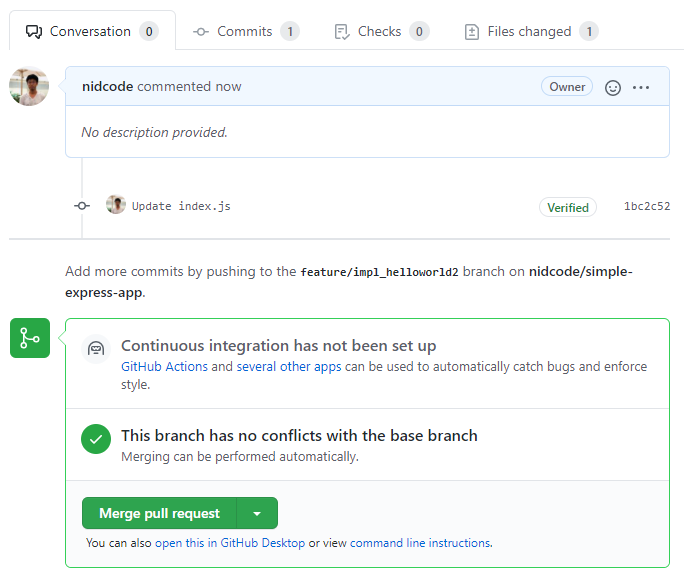 Conversation 0 Commits 1 Checks 0 Files changed 1
nidcode commented now Owner
No description provided.
Update index.js Verified 1bc2c52
Add more commits by pushing to the feature/impl_helloworld2 branch on nidcode/simple-
express-app.
Continuous integration has not been set up
GitHub Actions and several other apps can be used to automatically catch bugs and enforce
style.
This branch has no conflicts with the base branch
Merging can be performed automatically.
Merge pull request
You can also open this in GitHub Desktop or view command line instructions.